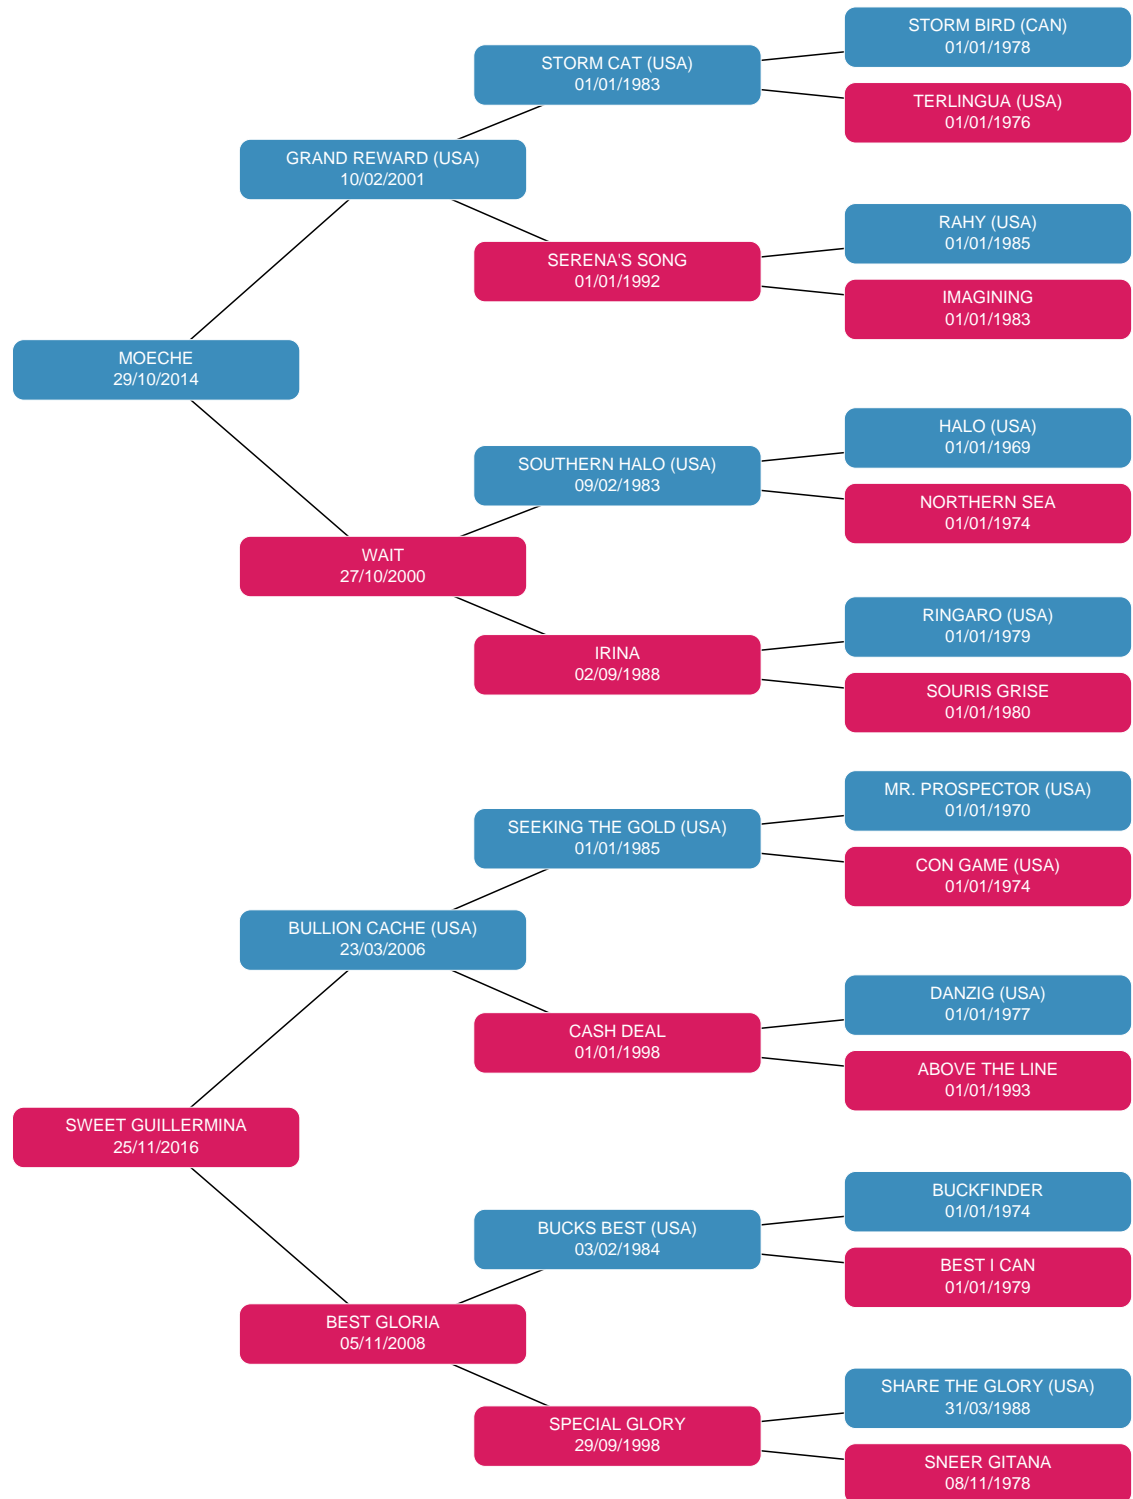 STORM BIRD (CAN)
01/01/1978
STORM CAT (USA)
01/01/1983
TERLINGUA (USA)
01/01/1976
GRAND REWARD (USA)
10/02/2001
RAHY (USA)
01/01/1985
SERENA'S SONG
01/01/1992
IMAGINING
01/01/1983
MOECHE
29/10/2014
HALO (USA)
01/01/1969
SOUTHERN HALO (USA)
09/02/1983
NORTHERN SEA
01/01/1974
WAIT
27/10/2000
RINGARO (USA)
01/01/1979
IRINA
02/09/1988
SOURIS GRISE
01/01/1980
MR. PROSPECTOR (USA)
01/01/1970
SEEKING THE GOLD (USA)
01/01/1985
CON GAME (USA)
01/01/1974
BULLION CACHE (USA)
23/03/2006
DANZIG (USA)
01/01/1977
CASH DEAL
01/01/1998
ABOVE THE LINE
01/01/1993
SWEET GUILLERMINA
25/11/2016
BUCKFINDER
01/01/1974
BUCKS BEST (USA)
03/02/1984
BEST I CAN
01/01/1979
BEST GLORIA
05/11/2008
SHARE THE GLORY (USA)
31/03/1988
SPECIAL GLORY
29/09/1998
SNEER GITANA
08/11/1978